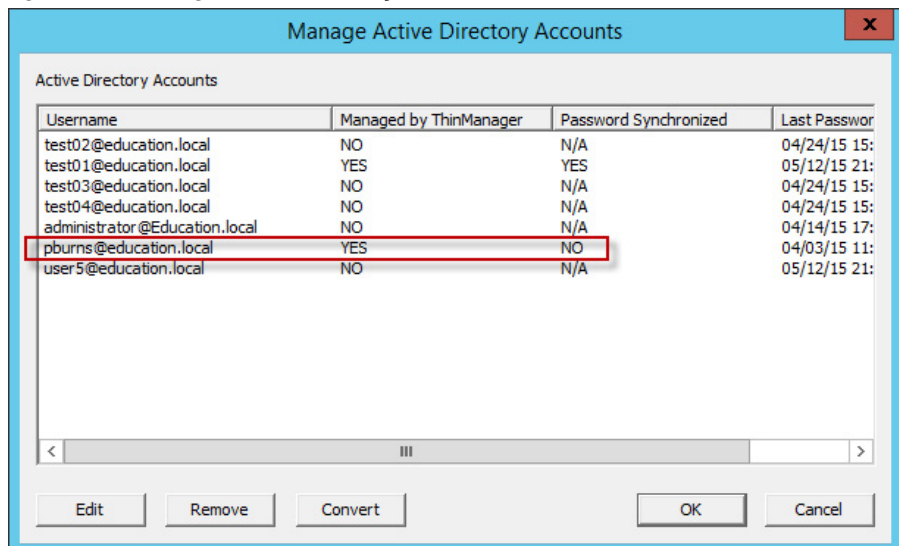 Manage Active Directory Accounts
x
Active Directory Accounts
Username Managed by ThinManager Password Synchronized Last Passwor
test02@education.local NO N/A 04/24/15 15:
test01@education.local YES YES 05/12/15 21:
test03@education.local NO N/A 04/24/15 15:
test04@education.local NO N/A 04/24/15 15:
administrator@Education.local NO N/A 04/14/15 17:
pburns@education.local YES NO 04/03/15 11:
user5@education.local NO N/A 05/12/15 21:
Edit Remove Convert OK Cancel